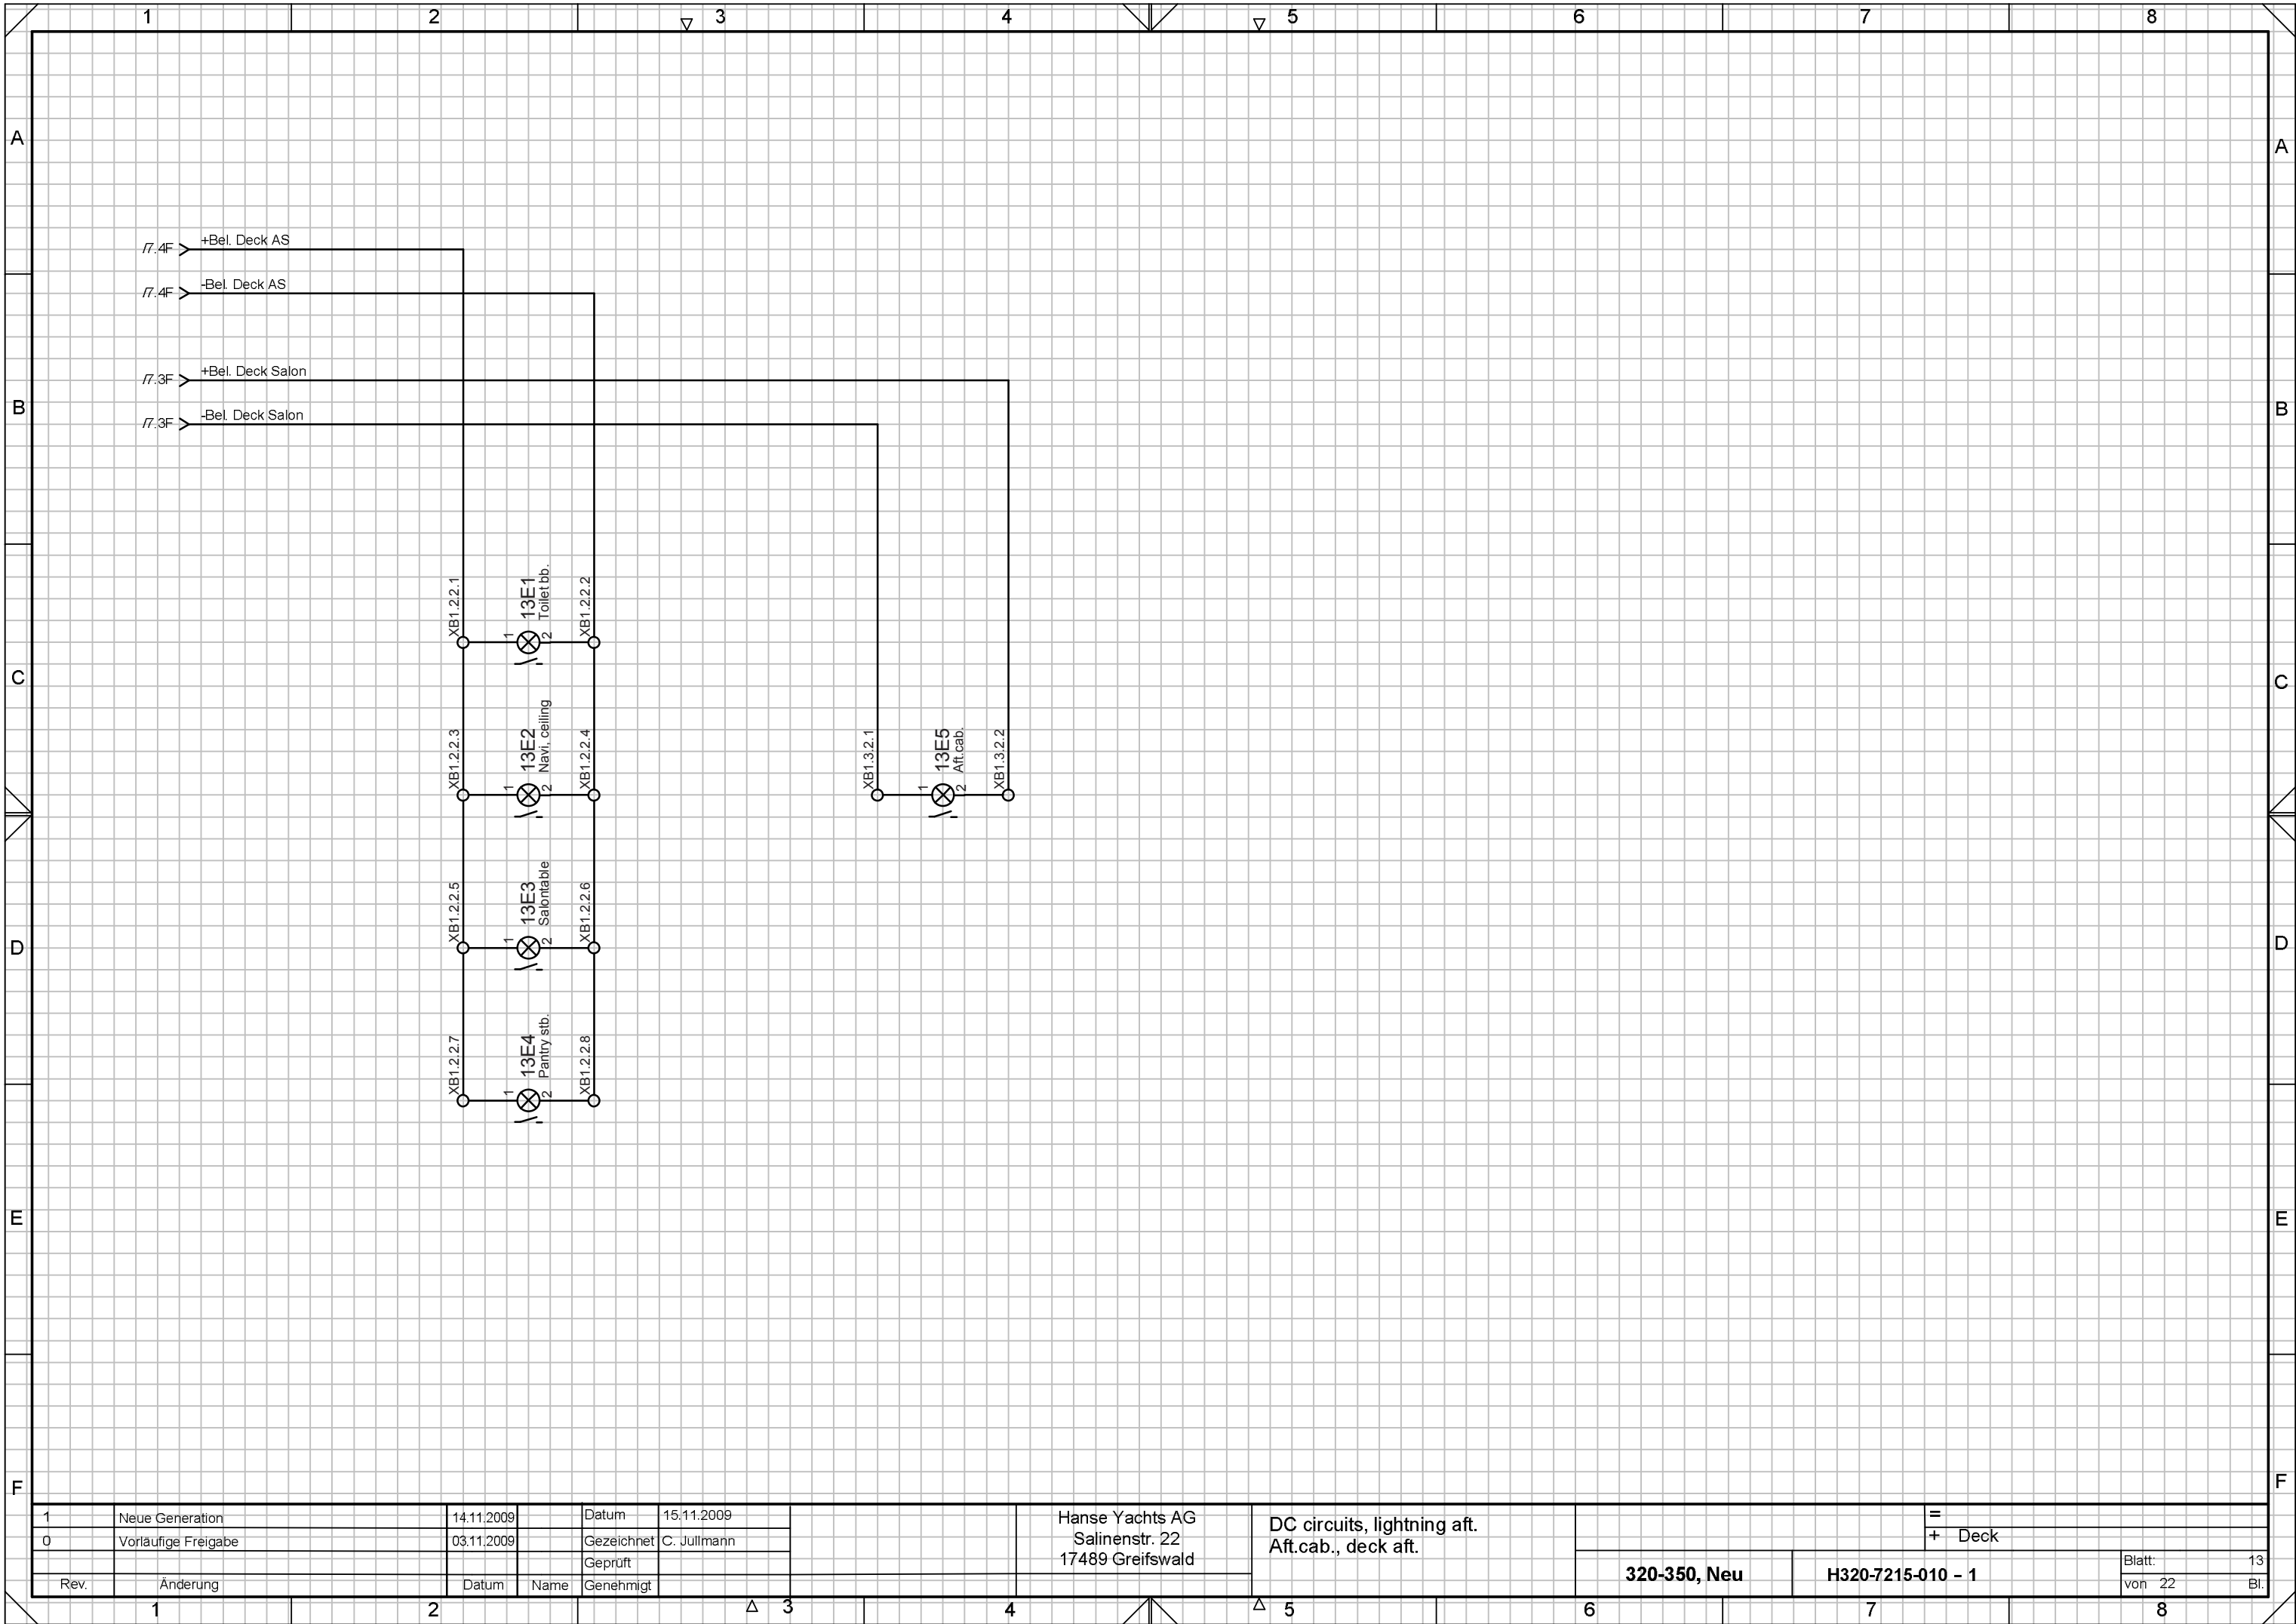 1 2 3 4 5 6 7 8
A A
/7.4F +Bel. Deck AS
/7.4F -Bel. Deck AS
/7.3F +Bel. Deck Salon
/7.3F -Bel. Deck Salon
B B
XB1.2.2.1 1 13E1 Toilet bb. 2 XB1.2.2.2
C C
XB1.2.2.3 1 13E2 Navi, ceiling 2 XB1.2.2.4
XB1.3.2.1 1 13E5 Aft.cab. 2 XB1.3.2.2
XB1.2.2.5 1 13E3 Salontable 2 XB1.2.2.6
D D
XB1.2.2.7 1 13E4 Pantry stb. 2 XB1.2.2.8
E E
F F
1 Neue Generation 14.11.2009 Datum 15.11.2009
0 Vorläufige Freigabe 03.11.2009 Gezeichnet C. Jullmann
Geprüft
Rev. Änderung Datum Name Genehmigt
Hanse Yachts AG
Salinenstr. 22
17489 Greifswald
DC circuits, lightning aft.
Aft.cab., deck aft.
=
+ Deck
320-350, Neu
H320-7215-010 - 1
Blatt: 13
von 22 Bl.
1 2 3 4 5 6 7 8